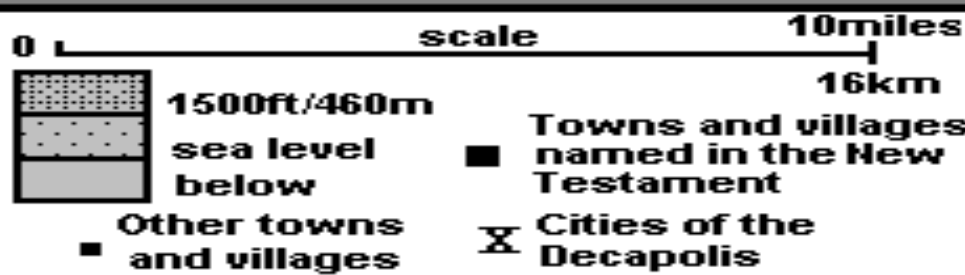 0 scale 10miles
16km
1500ft/460m
sea level
below
Towns and villages
named in the New
Testament
Other towns
and villages
Cities of the
Decapolis